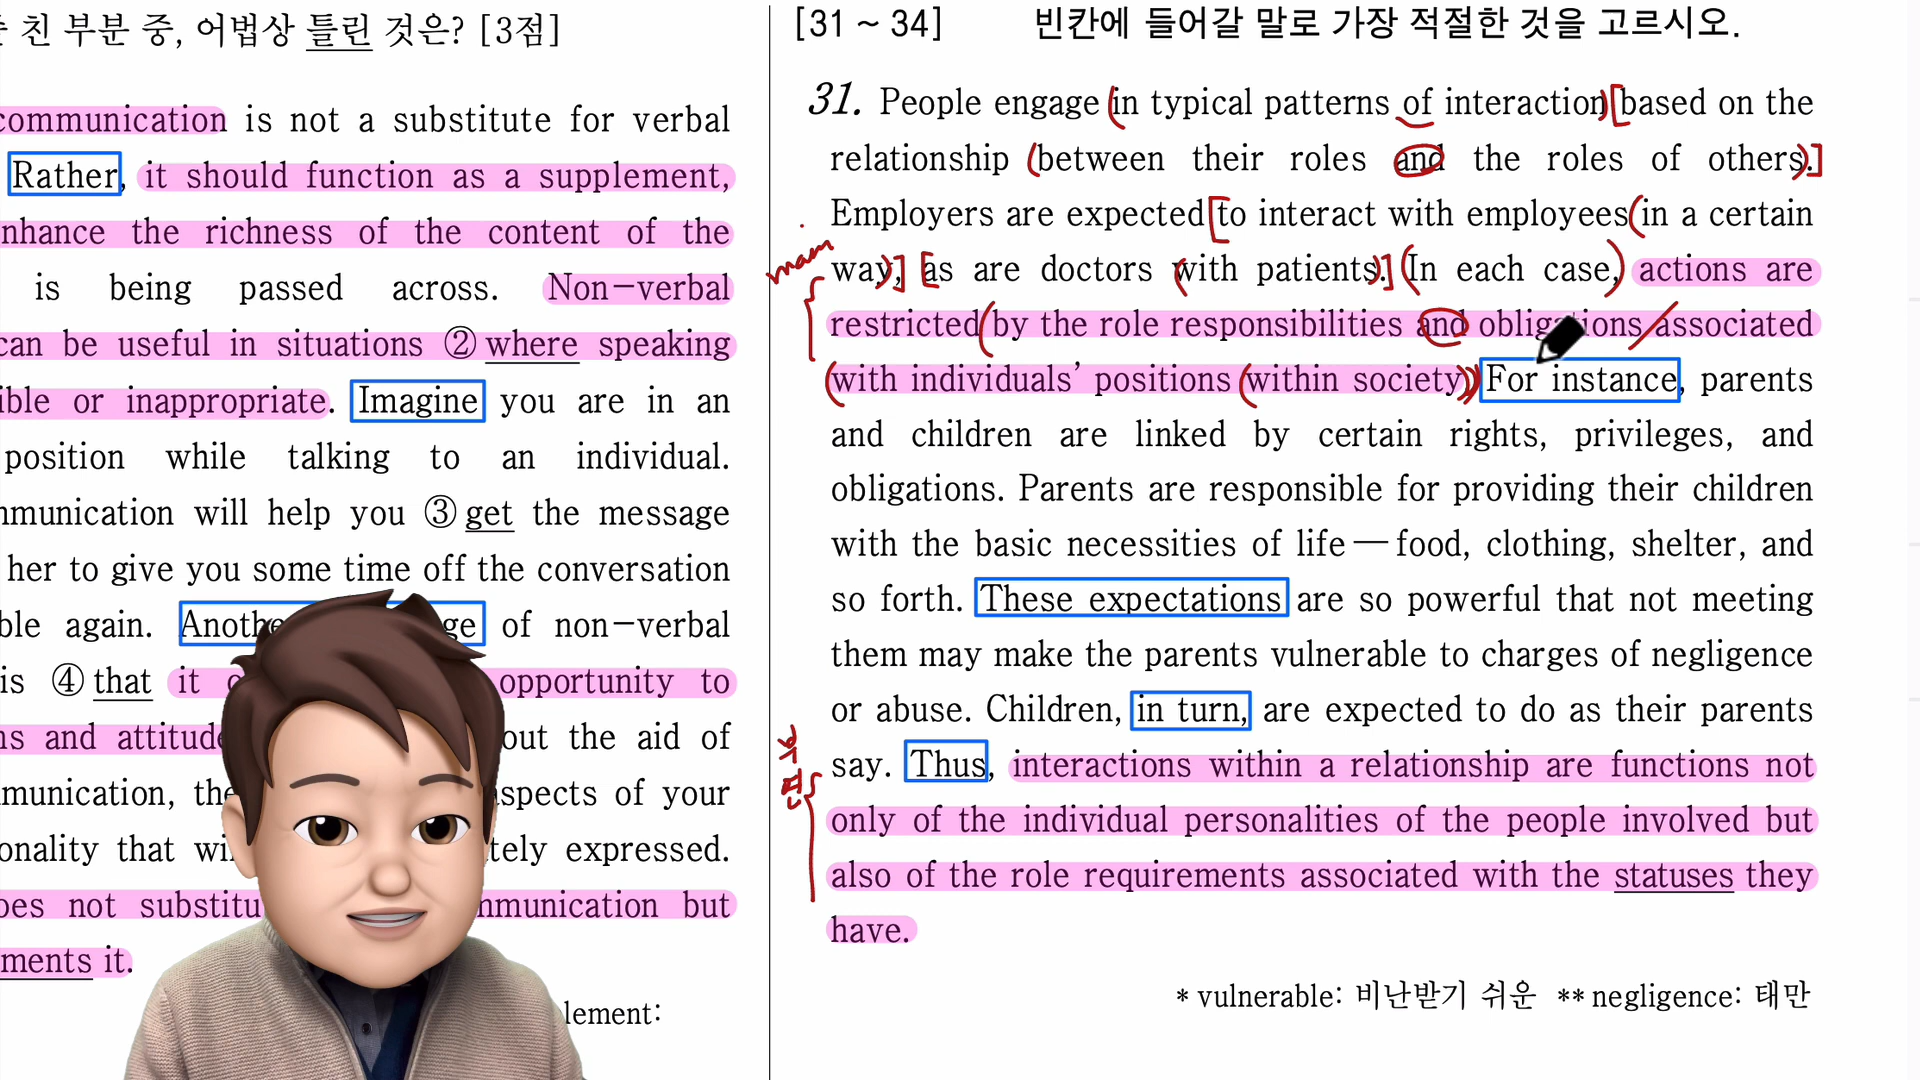 친 부분 중, 어법상 틀린 것은? [3점]
communication is not a substitute for verbal
Rather, it should function as a supplement,
nhance the richness of the content of the
is being passed across. Non-verbal
can be useful in situations ② where speaking
ible or inappropriate. Imagine you are in an
position while talking to an individual.
mmunication will help you ③ get the message
her to give you some time off the conversation
ble again. Anoth ge of non-verbal
is ④ that it o opportunity to
ns and attitude out the aid of
munication, the spects of your
onality that wi tely expressed.
oes not substitu mmunication but
ments it.
lement:
[31 ~ 34] 빈칸에 들어갈 말로 가장 적절한 것을 고르시오.
31. People engage in typical patterns of interaction based on the
relationship between their roles and the roles of others.
Employers are expected to interact with employees in a certain
main
way, as are doctors with patients. In each case, actions are
restricted by the role responsibilities and obligations associated
with individuals' positions within society. For instance, parents
and children are linked by certain rights, privileges, and
obligations. Parents are responsible for providing their children
with the basic necessities of life — food, clothing, shelter, and
so forth. These expectations are so powerful that not meeting
them may make the parents vulnerable to charges of negligence
or abuse. Children, in turn, are expected to do as their parents
say. Thus, interactions within a relationship are functions not
only of the individual personalities of the people involved but
also of the role requirements associated with the statuses they
have.
* vulnerable: 비난받기 쉬운 ** negligence: 태만